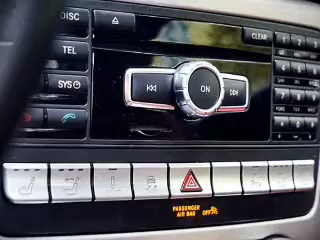 DISC
CLEAR
TEL
ON
SYS
PASSENGER
AIR BAG OFF